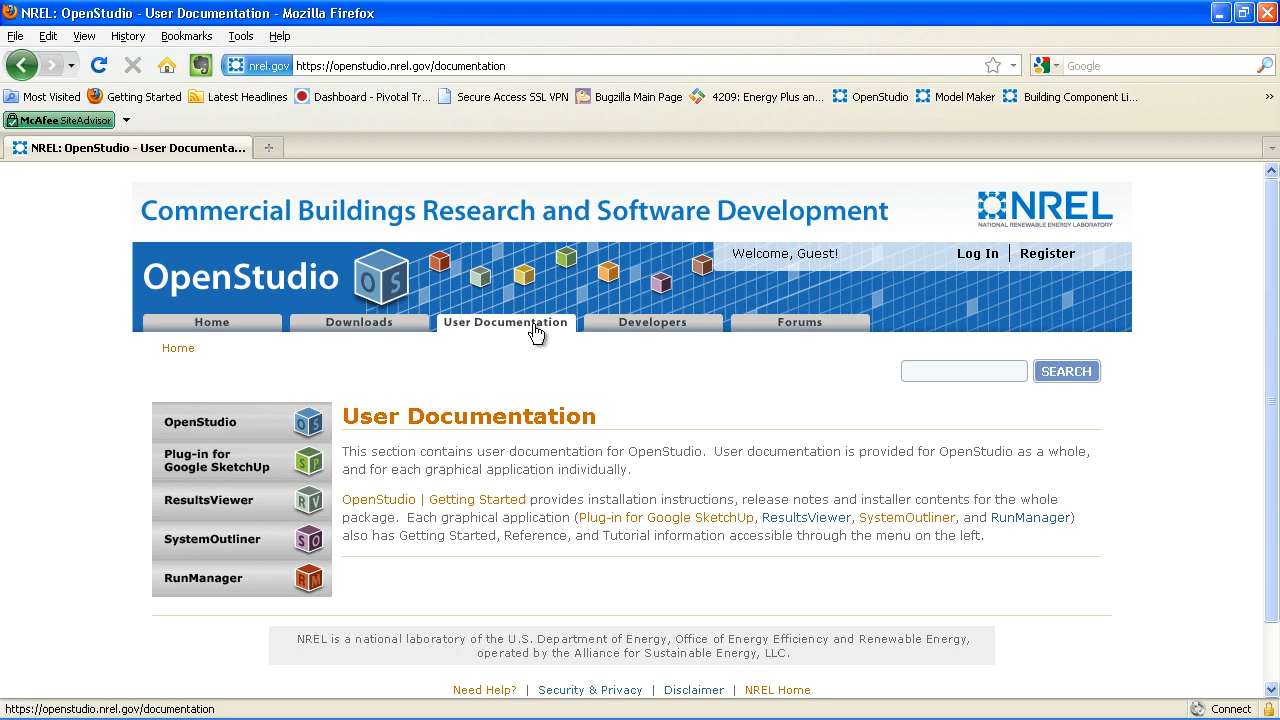 NREL: OpenStudio - User Documentation - Mozilla Firefox
File Edit View History Bookmarks Tools Help
nrel.gov https://openstudio.nrel.gov/documentation Google
Most Visited Getting Started Latest Headlines Dashboard - Pivotal Tr... Secure Access SSL VPN Bugzilla Main Page 4209: Energy Plus an... OpenStudio Model Maker Building Component Li... »
McAfee SiteAdvisor
NREL: OpenStudio - User Documenta...
Commercial Buildings Research and Software Development NREL
NATIONAL RENEWABLE ENERGY LABORATORY
Welcome, Guest! Log In | Register
OpenStudio OS
Home Downloads User Documentation Developers Forums
Home
SEARCH
OpenStudio OS
Plug-in for Google SketchUp SP
ResultsViewer RV
SystemOutliner SO
RunManager RM
User Documentation
This section contains user documentation for OpenStudio. User documentation is provided for OpenStudio as a whole,
and for each graphical application individually.
OpenStudio | Getting Started provides installation instructions, release notes and installer contents for the whole
package. Each graphical application (Plug-in for Google SketchUp, ResultsViewer, SystemOutliner, and RunManager)
also has Getting Started, Reference, and Tutorial information accessible through the menu on the left.
NREL is a national laboratory of the U.S. Department of Energy, Office of Energy Efficiency and Renewable Energy,
operated by the Alliance for Sustainable Energy, LLC.
Need Help? | Security & Privacy | Disclaimer | NREL Home
https://openstudio.nrel.gov/documentation Connect